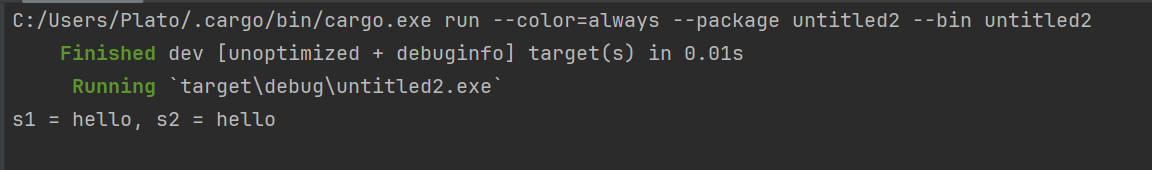 C:/Users/Plato/.cargo/bin/cargo.exe run --color=always --package untitled2 --bin untitled2
Finished dev [unoptimized + debuginfo] target(s) in 0.01s
Running `target\debug\untitled2.exe`
s1 = hello, s2 = hello